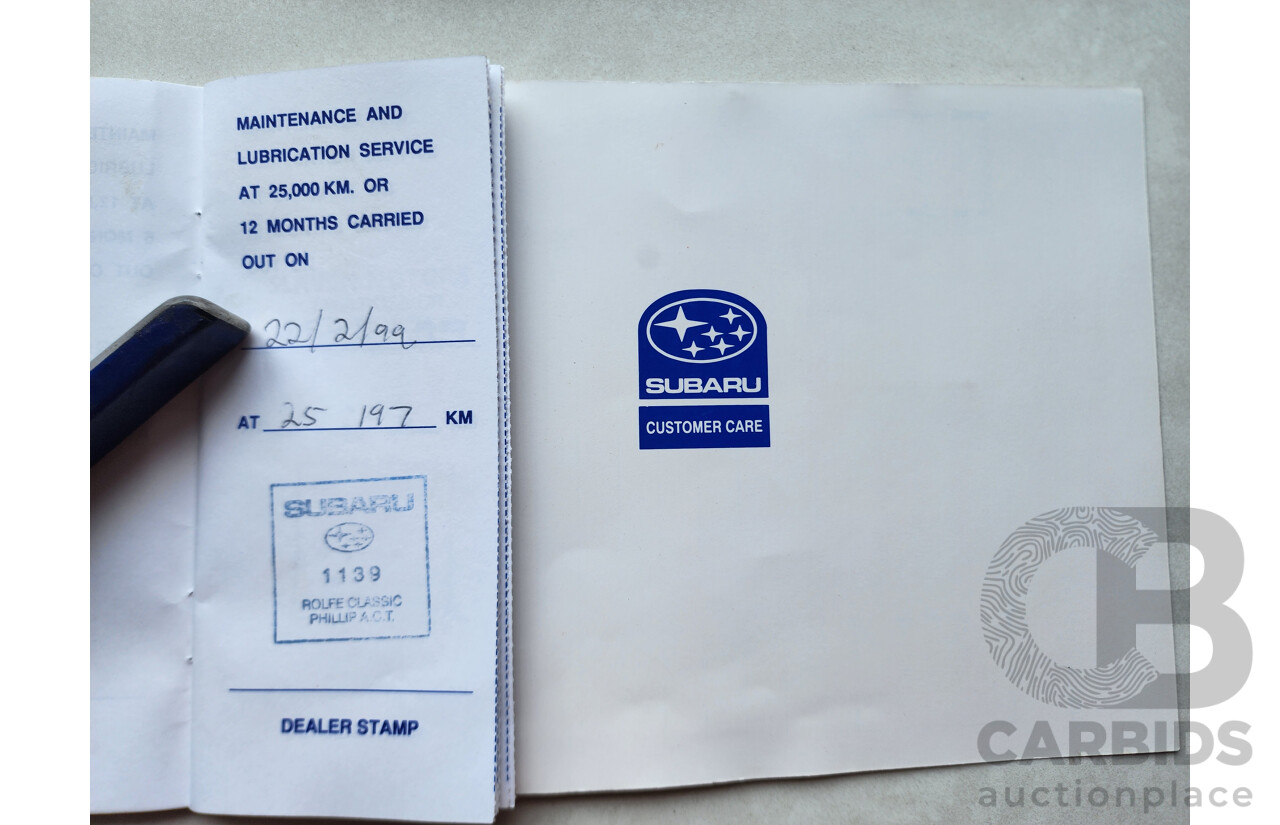 MAINTENANCE AND
LUBRICATION SERVICE
AT 25,000 KM. OR
12 MONTHS CARRIED
OUT ON
22/2/99
AT 25 197 KM
SUBARU
1139
ROLFE CLASSIC
PHILLIP A.C.T.
DEALER STAMP
SUBARU
CUSTOMER CARE
CB
CARBIDS
auctionplace